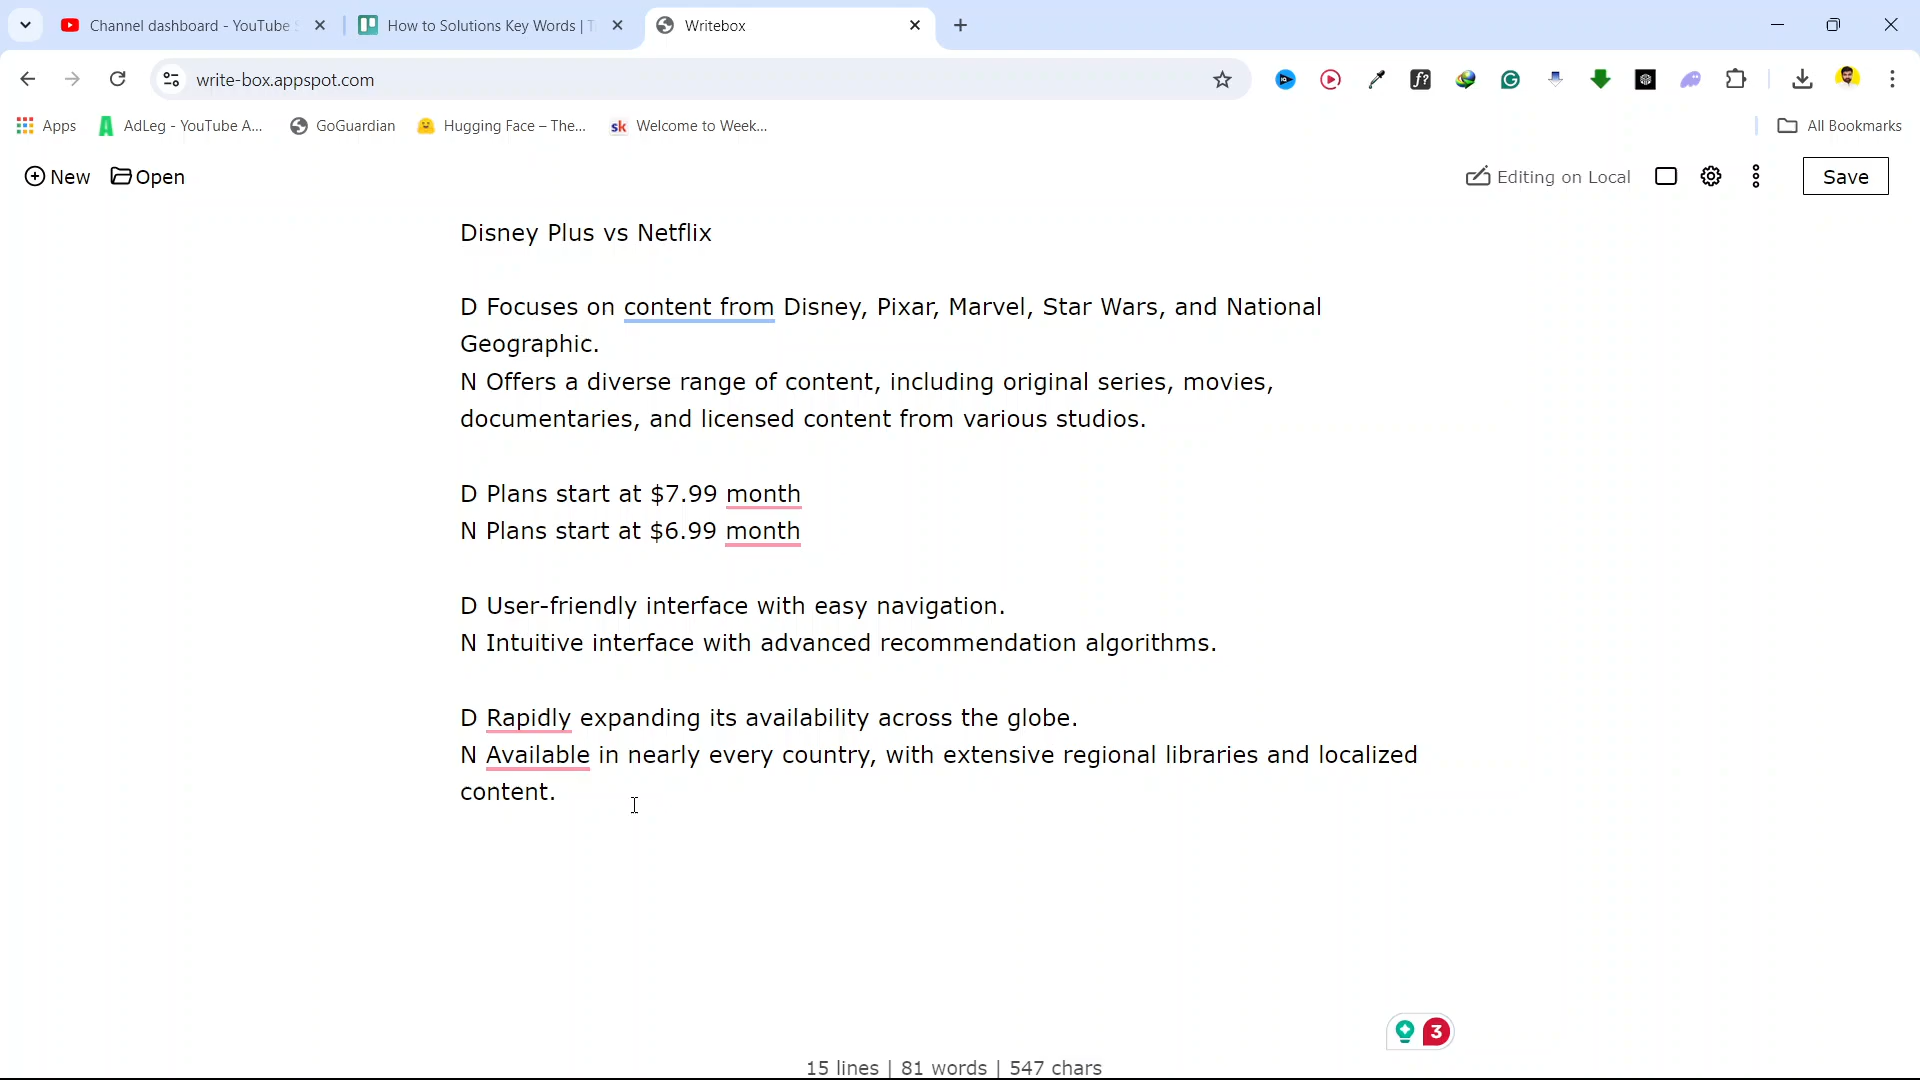 Channel dashboard - YouTube
How to Solutions Key Words |
Writebox
write-box.appspot.com
Apps
AdLeg - YouTube A...
GoGuardian
Hugging Face – The...
sk Welcome to Week...
All Bookmarks
New
Open
Editing on Local
Save
Disney Plus vs Netflix
D Focuses on content from Disney, Pixar, Marvel, Star Wars, and National
Geographic.
N Offers a diverse range of content, including original series, movies,
documentaries, and licensed content from various studios.
D Plans start at $7.99 month
N Plans start at $6.99 month
D User-friendly interface with easy navigation.
N Intuitive interface with advanced recommendation algorithms.
D Rapidly expanding its availability across the globe.
N Available in nearly every country, with extensive regional libraries and localized
content.
3
15 lines | 81 words | 547 chars